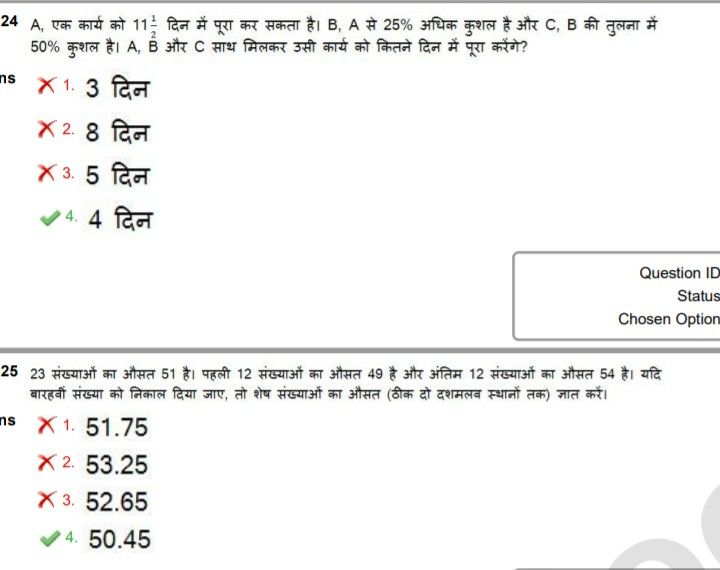 24 A, एक कार्य को 11 1/2 दिन में पूरा कर सकता है। B, A से 25% अधिक कुशल है और C, B की तुलना में
50% कुशल है। A, B और C साथ मिलकर उसी कार्य को कितने दिन में पूरा करेंगे?
ns
1. 3 दिन
2. 8 दिन
3. 5 दिन
4. 4 दिन
Question ID
Status
Chosen Option
25 23 संख्याओं का औसत 51 है। पहली 12 संख्याओं का औसत 49 है और अंतिम 12 संख्याओं का औसत 54 है। यदि
बारहवीं संख्या को निकाल दिया जाए, तो शेष संख्याओं का औसत (ठीक दो दशमलव स्थानों तक) ज्ञात करें।
ns
1. 51.75
2. 53.25
3. 52.65
4. 50.45